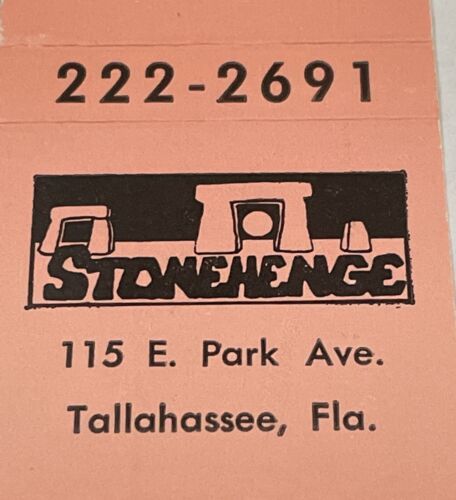 222-2691
STONEHENGE
115 E. Park Ave.
Tallahassee, Fla.